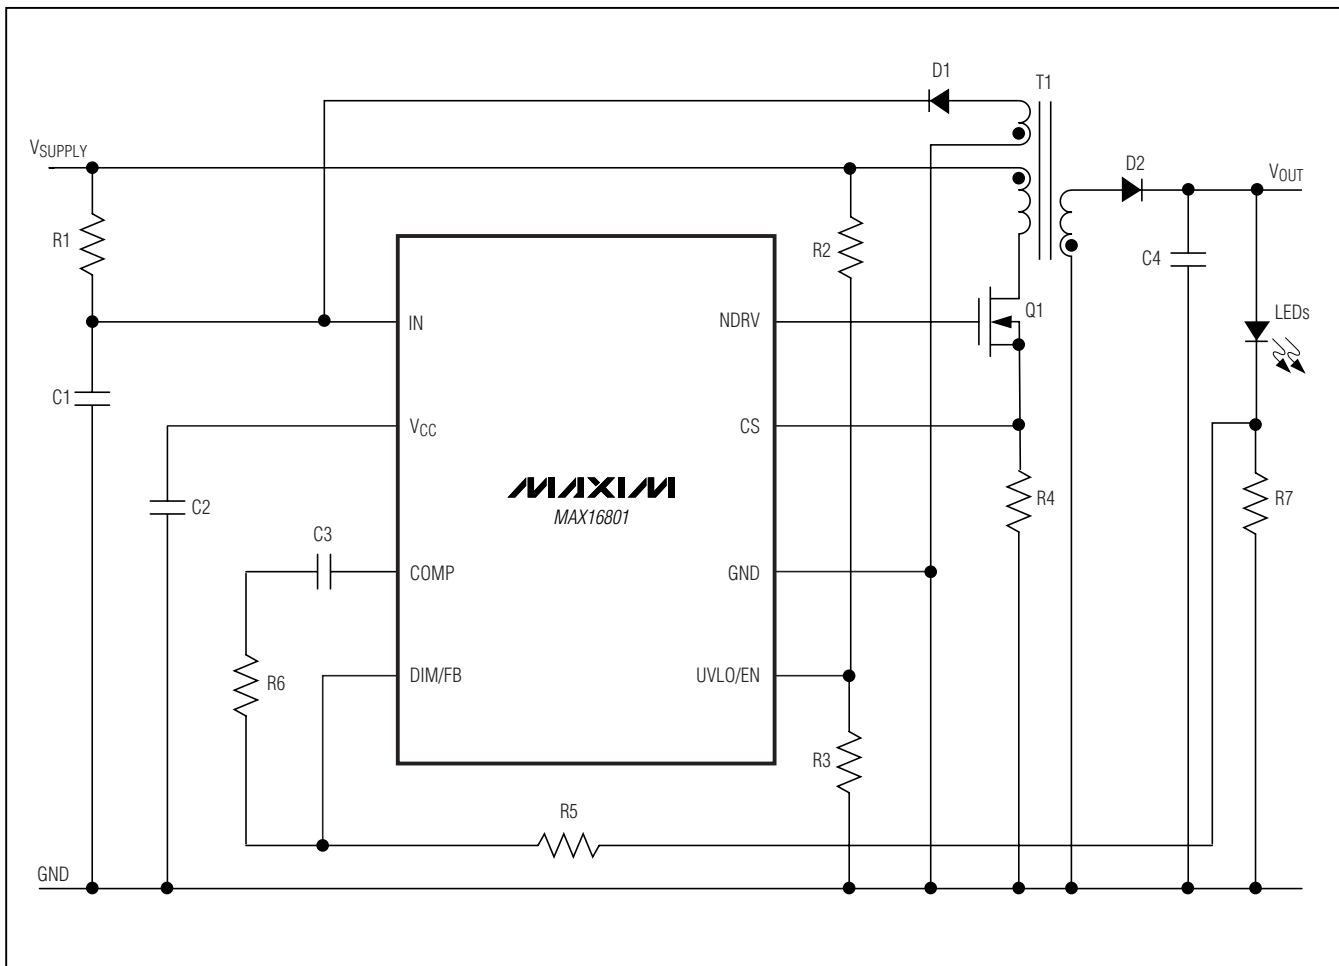 D1
T1
VSUPPLY
D2
VOUT
R1
R2
C4
IN
NDRV
Q1
LEDs
C1
VCC
CS
MAXIM
MAX16801
R4
R7
C2
C3
COMP
GND
R6
DIM/FB
UVLO/EN
R3
R5
GND